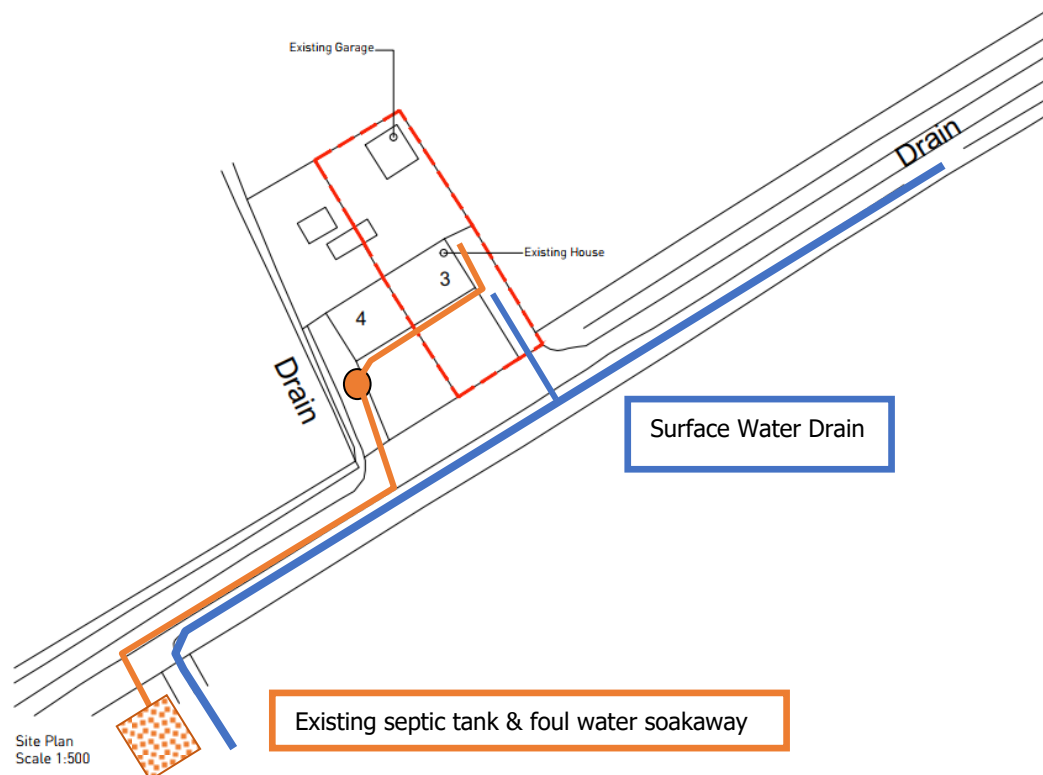 Existing Garage
Drain
Existing House
3
4
Drain
Surface Water Drain
Existing septic tank & foul water soakaway
Site Plan
Scale 1:500